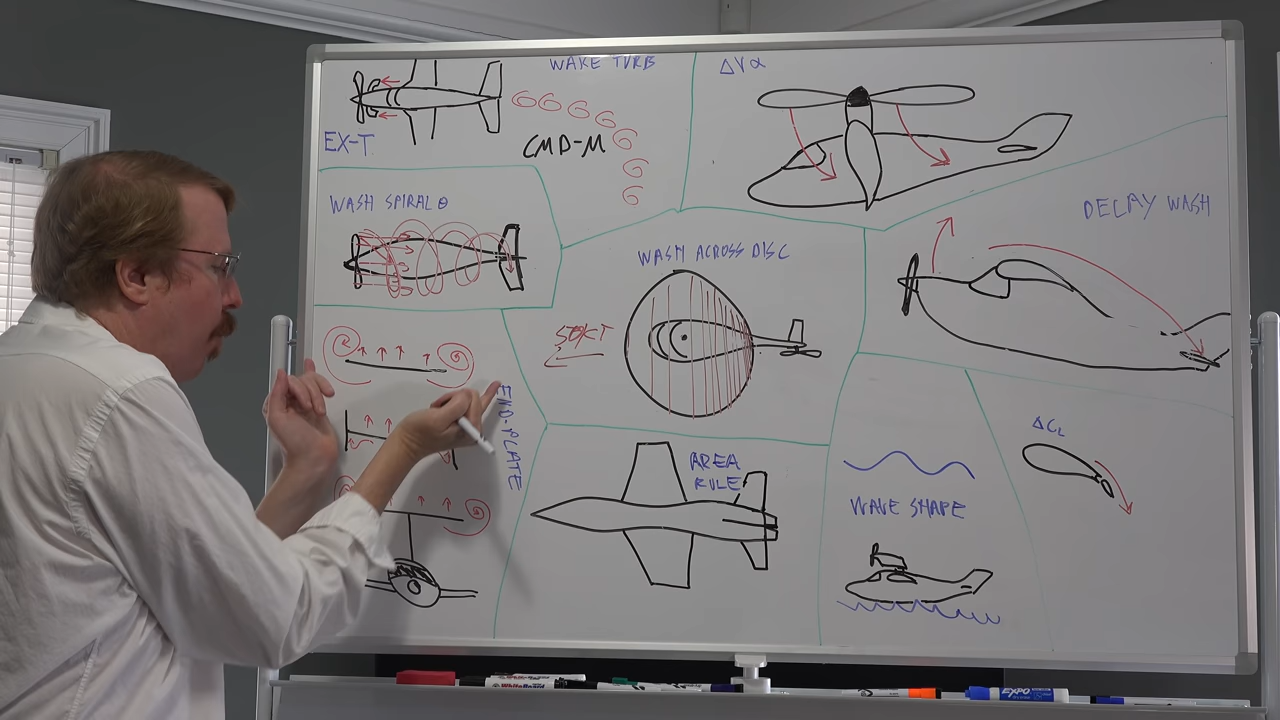 WAKE TURB
EX-T
CMD-M
ΔVα
WASH SPIRAL θ
WASH ACROSS DISC
DELAY WASH
END-PLATE
AREA
RULE
WAVE SHAPE
ΔCL
EXPO